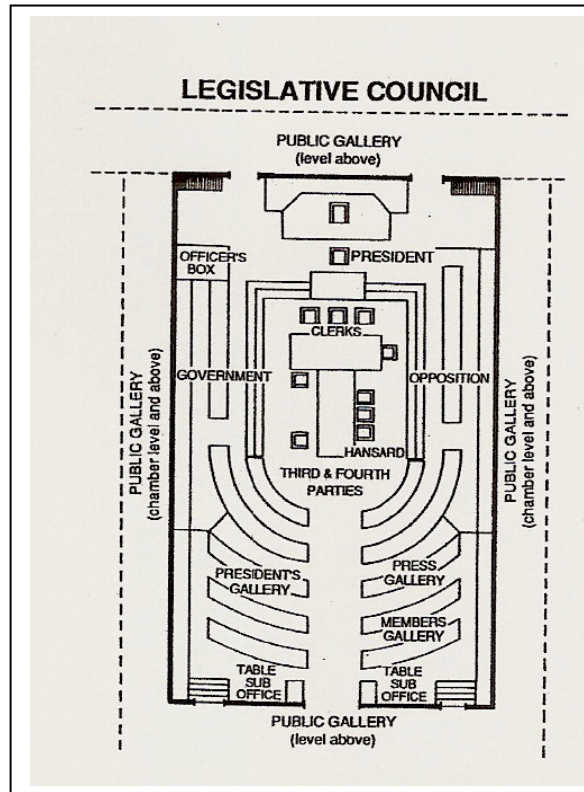 LEGISLATIVE COUNCIL
PUBLIC GALLERY
(level above)
PRESIDENT
OFFICER'S
BOX
CLERKS
GOVERNMENT
OPPOSITION
PUBLIC GALLERY
(chamber level and above)
PUBLIC GALLERY
(chamber level and above)
HANSARD
THIRD & FOURTH
PARTIES
PRESIDENT'S
GALLERY
PRESS
GALLERY
MEMBERS
GALLERY
TABLE
SUB
OFFICE
TABLE
SUB
OFFICE
PUBLIC GALLERY
(level above)